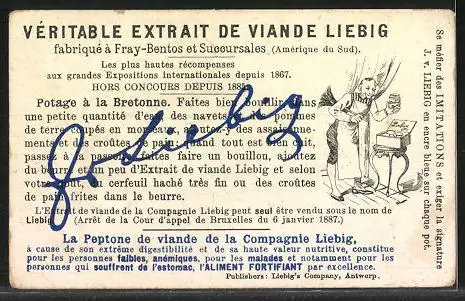 VÉRITABLE EXTRAIT DE VIANDE LIEBIG
fabriqué à Fray-Bentos et Succursales (Amérique du Sud).
Les plus hautes récompenses
aux grandes Expositions internationales depuis 1867.
HORS CONCOURS DEPUIS 1885.
Potage à la Bretonne. Faites bien bouillir dans
une petite quantité d'eau des navets et des pommes
de terre coupés en morceaux, ajoutez des assaisonne-
ments et des croûtes de pain; quand tout est bien cuit,
passez à la passoire, faites faire un bouillon, ajoutez
du beurre et un peu d'Extrait de Viande Liebig et selon
votre goût, du cerfeuil haché très fin ou des croûtes
de pain frites dans le beurre.
L'Extrait de viande de la Compagnie Liebig peut seul être vendu sous le nom de
Liebig. (Arrêt de la Cour d'appel de Bruxelles du 6 janvier 1887.)
La Peptone de viande de la Compagnie Liebig,
à cause de son extrême digestibilité et de sa haute valeur nutritive, constitue
pour les personnes faibles, anémiques, pour les malades et notamment pour les
personnes qui souffrent de l'estomac, l'ALIMENT FORTIFIANT par excellence.
Publishers: Liebig's Company, Antwerp.
Se méfier des IMITATIONS et exiger la signature
J. v. LIEBIG en encre bleue sur chaque pot.
J v Liebig